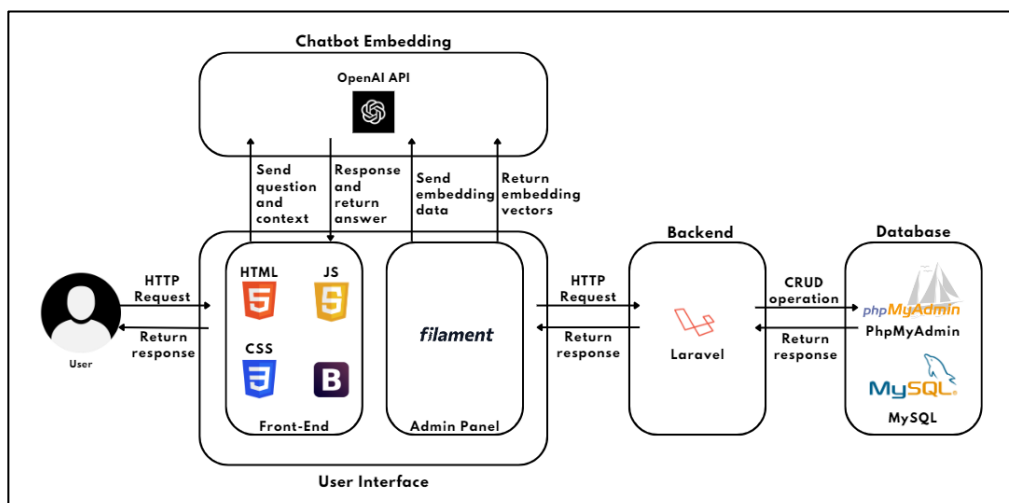 Chatbot Embedding
OpenAI API
Send
question
and
context
Response
and
return
answer
Send
embedding
data
Return
embedding
vectors
User
HTTP
Request
Return
response
HTML
JS
CSS
B
Front-End
filament
Admin Panel
User Interface
HTTP
Request
Return
response
Backend
Laravel
CRUD
operation
Return
response
Database
phpMyAdmin
PhpMyAdmin
MySQL®
MySQL